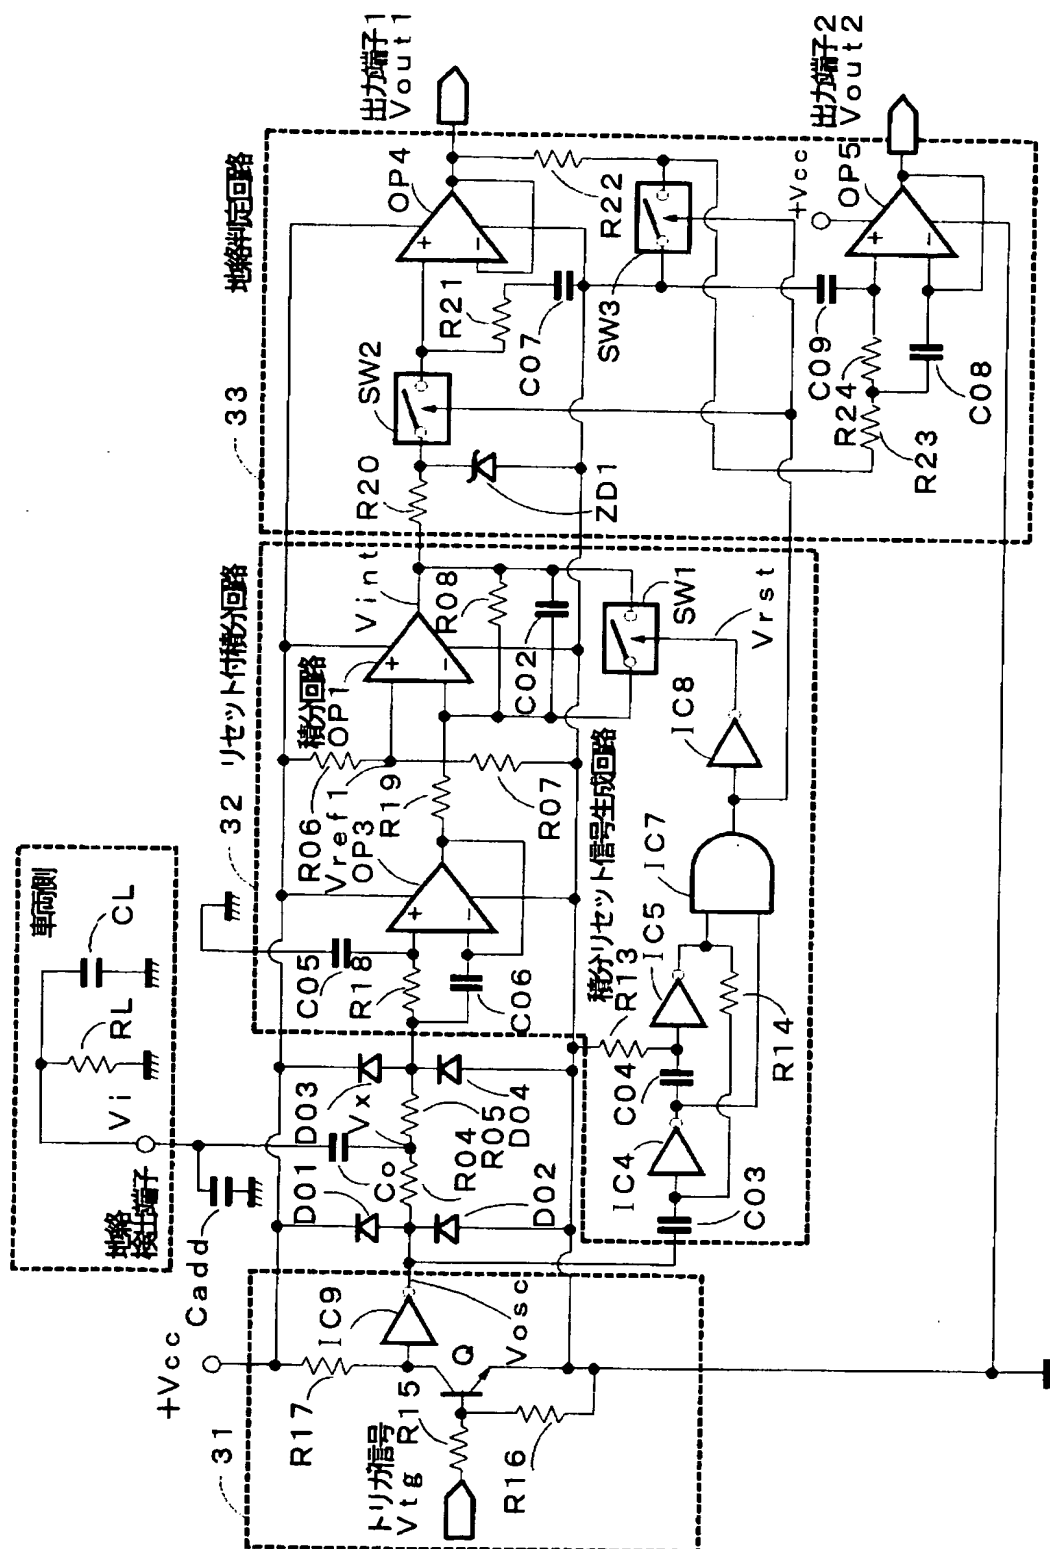 31
トリガ信号
Vtg
R15
R16
R17
+Vcc
IC9
Q
Vosc
車両側
RL
CL
Vi
地絡
検出端子
Cadd
D01
D02
Co
R04
Vx
R05
D03
D04
32
リセット付積分回路
C05
R18
C06
OP3
R06
Vref1
R19
R07
積分回路
OP1
Vint
R08
C02
SW1
Vrst
積分リセット信号生成回路
C03
IC4
C04
R13
IC5
R14
IC7
IC8
33
地絡判定回路
R20
ZD1
SW2
R21
C07
OP4
R22
SW3
出力端子1
Vout1
C09
R24
R23
C08
+Vcc
OP5
出力端子2
Vout2
+
-
+
-
+
-
+
-